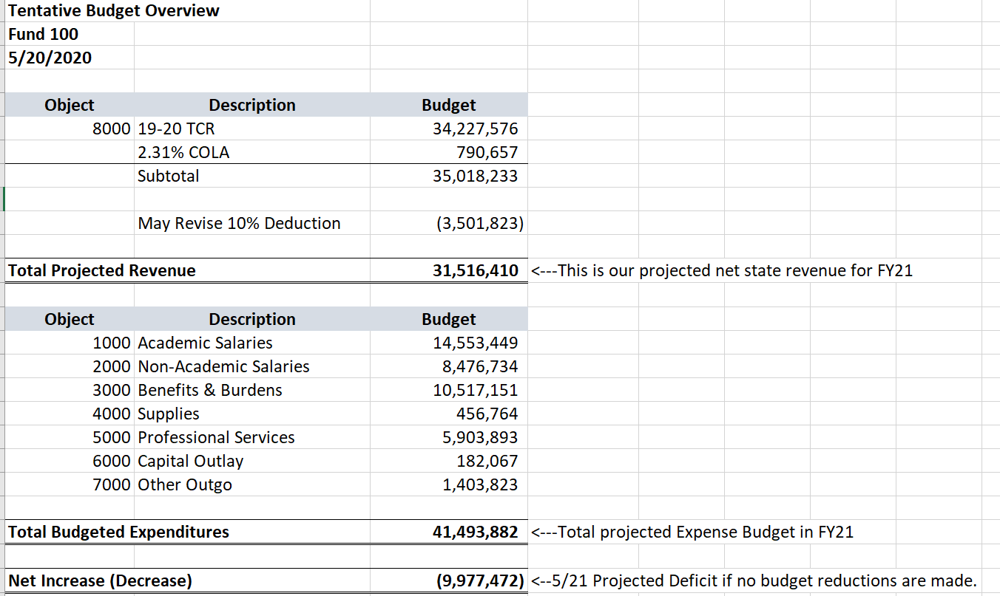 Tentative Budget Overview
Fund 100
5/20/2020
Object Description Budget
8000 19-20 TCR 34,227,576
2.31% COLA 790,657
Subtotal 35,018,233
May Revise 10% Deduction (3,501,823)
Total Projected Revenue 31,516,410 <---This is our projected net state revenue for FY21
Object Description Budget
1000 Academic Salaries 14,553,449
2000 Non-Academic Salaries 8,476,734
3000 Benefits & Burdens 10,517,151
4000 Supplies 456,764
5000 Professional Services 5,903,893
6000 Capital Outlay 182,067
7000 Other Outgo 1,403,823
Total Budgeted Expenditures 41,493,882 <---Total projected Expense Budget in FY21
Net Increase (Decrease) (9,977,472) <--5/21 Projected Deficit if no budget reductions are made.